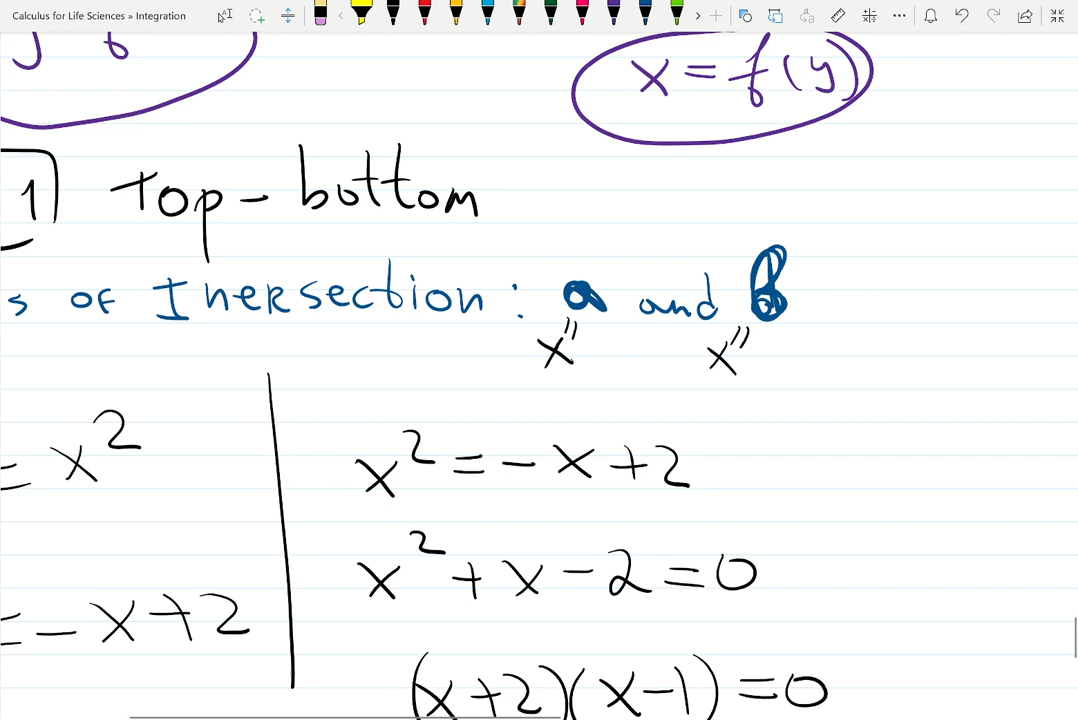 Calculus for Life Sciences » Integration
x = f(y)
1) Top - bottom
s of Inersection: a and b
x" x"
= x²
x² = -x+2
x² + x - 2 = 0
= -x+2
(x+2)(x-1) = 0